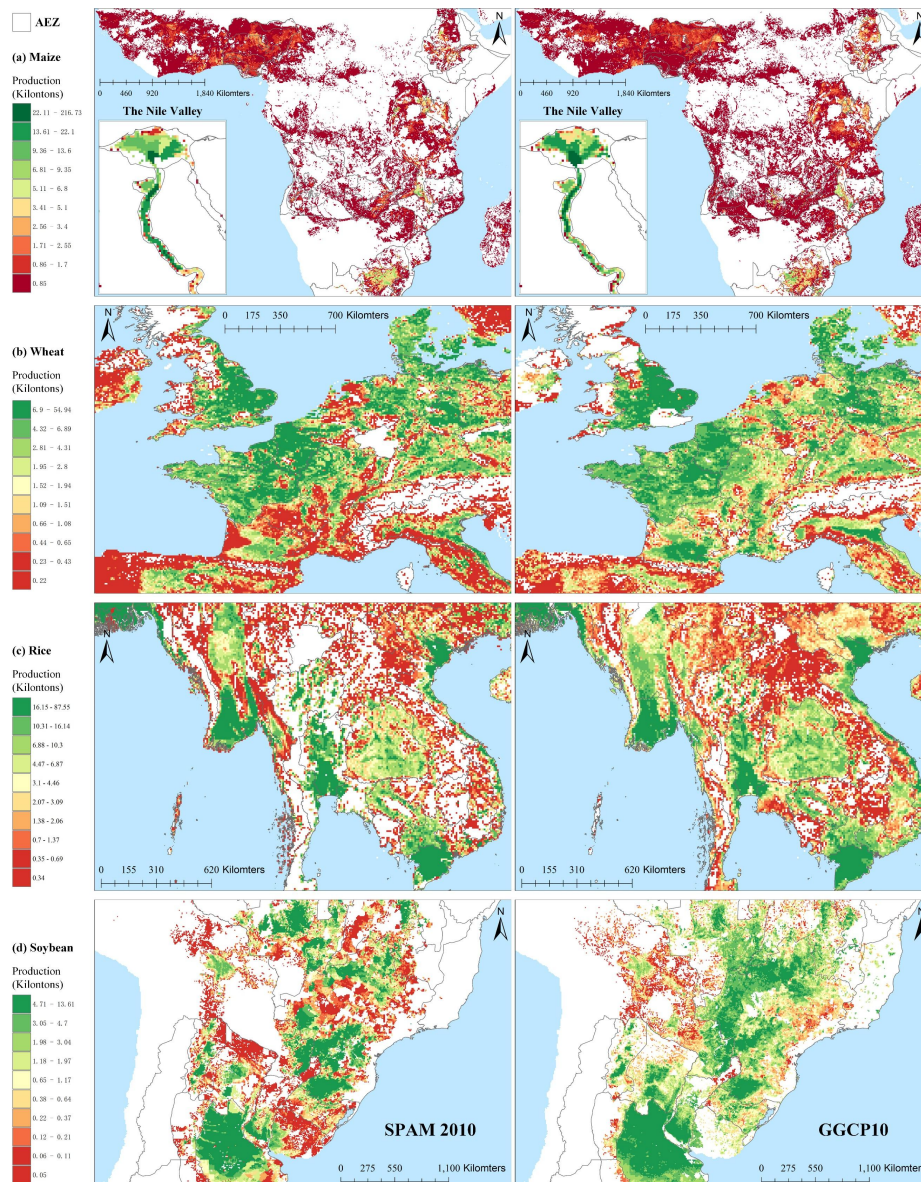 AEZ
(a) Maize
Production
(Kilontons)
22.11 - 216.73
13.61 - 22.1
9.36 - 13.6
6.81 - 9.35
5.11 - 6.8
3.41 - 5.1
2.56 - 3.4
1.71 - 2.55
0.86 - 1.7
0.85
N
0 460 920 1,840 Kilomters
The Nile Valley
N
0 460 920 1,840 Kilomters
The Nile Valley
(b) Wheat
Production
(Kilontons)
6.9 - 54.94
4.32 - 6.89
2.81 - 4.31
1.95 - 2.8
1.52 - 1.94
1.09 - 1.51
0.66 - 1.08
0.44 - 0.65
0.23 - 0.43
0.22
N
0 175 350 700 Kilomters
N
0 175 350 700 Kilomters
(c) Rice
Production
(Kilontons)
16.15 - 87.55
10.31 - 16.14
6.88 - 10.3
4.47 - 6.87
3.1 - 4.46
2.07 - 3.09
1.38 - 2.06
0.7 - 1.37
0.35 - 0.69
0.34
N
0 155 310 620 Kilomters
N
0 155 310 620 Kilomters
(d) Soybean
Production
(Kilontons)
4.71 - 13.61
3.05 - 4.7
1.98 - 3.04
1.18 - 1.97
0.65 - 1.17
0.38 - 0.64
0.22 - 0.37
0.12 - 0.21
0.06 - 0.11
0.05
N
SPAM 2010
0 275 550 1,100 Kilomters
N
GGCP10
0 275 550 1,100 Kilomters